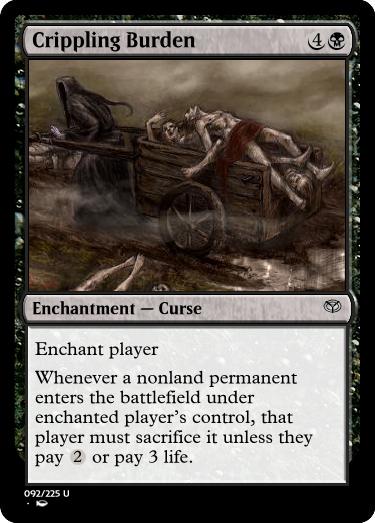 Crippling Burden 4
Enchantment — Curse
Enchant player
Whenever a nonland permanent
enters the battlefield under
enchanted player's control, that
player must sacrifice it unless they
pay 2 or pay 3 life.
092/225 U